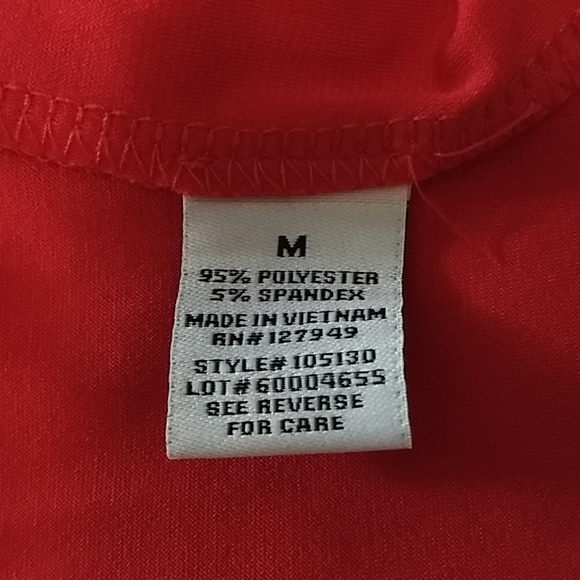 M
95% POLYESTER
5% SPANDEX
MADE IN VIETNAM
RN#127949
STYLE# 105130
LOT#60004655
SEE REVERSE
FOR CARE